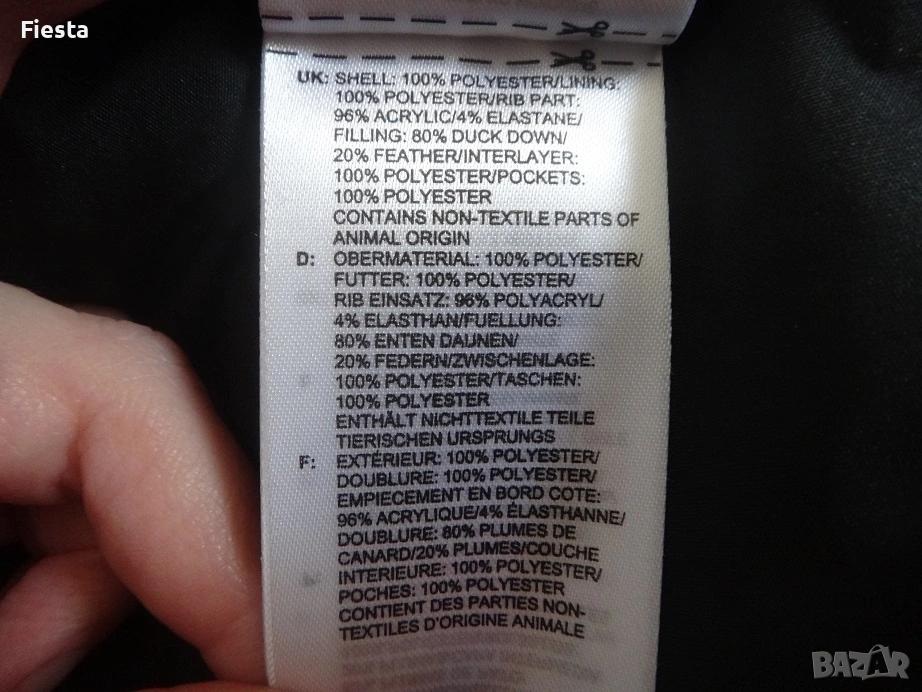 Fiesta
UK: SHELL: 100% POLYESTER/LINING:
100% POLYESTER/RIB PART:
96% ACRYLIC/4% ELASTANE/
FILLING: 80% DUCK DOWN/
20% FEATHER/INTERLAYER:
100% POLYESTER/POCKETS:
100% POLYESTER
CONTAINS NON-TEXTILE PARTS OF
ANIMAL ORIGIN
D: OBERMATERIAL: 100% POLYESTER/
FUTTER: 100% POLYESTER/
RIB EINSATZ: 96% POLYACRYL/
4% ELASTHAN/FUELLUNG:
80% ENTEN DAUNEN/
20% FEDERN/ZWISCHENLAGE:
100% POLYESTER/TASCHEN:
100% POLYESTER
ENTHÄLT NICHTTEXTILE TEILE
TIERISCHEN URSPRUNGS
F: EXTÉRIEUR: 100% POLYESTER/
DOUBLURE: 100% POLYESTER/
EMPIECEMENT EN BORD COTE:
96% ACRYLIQUE/4% ÉLASTHANNE/
DOUBLURE: 80% PLUMES DE
CANARD/20% PLUMES/COUCHE
INTERIEURE: 100% POLYESTER/
POCHES: 100% POLYESTER
CONTIENT DES PARTIES NON-
TEXTILES D'ORIGINE ANIMALE
BAZAR